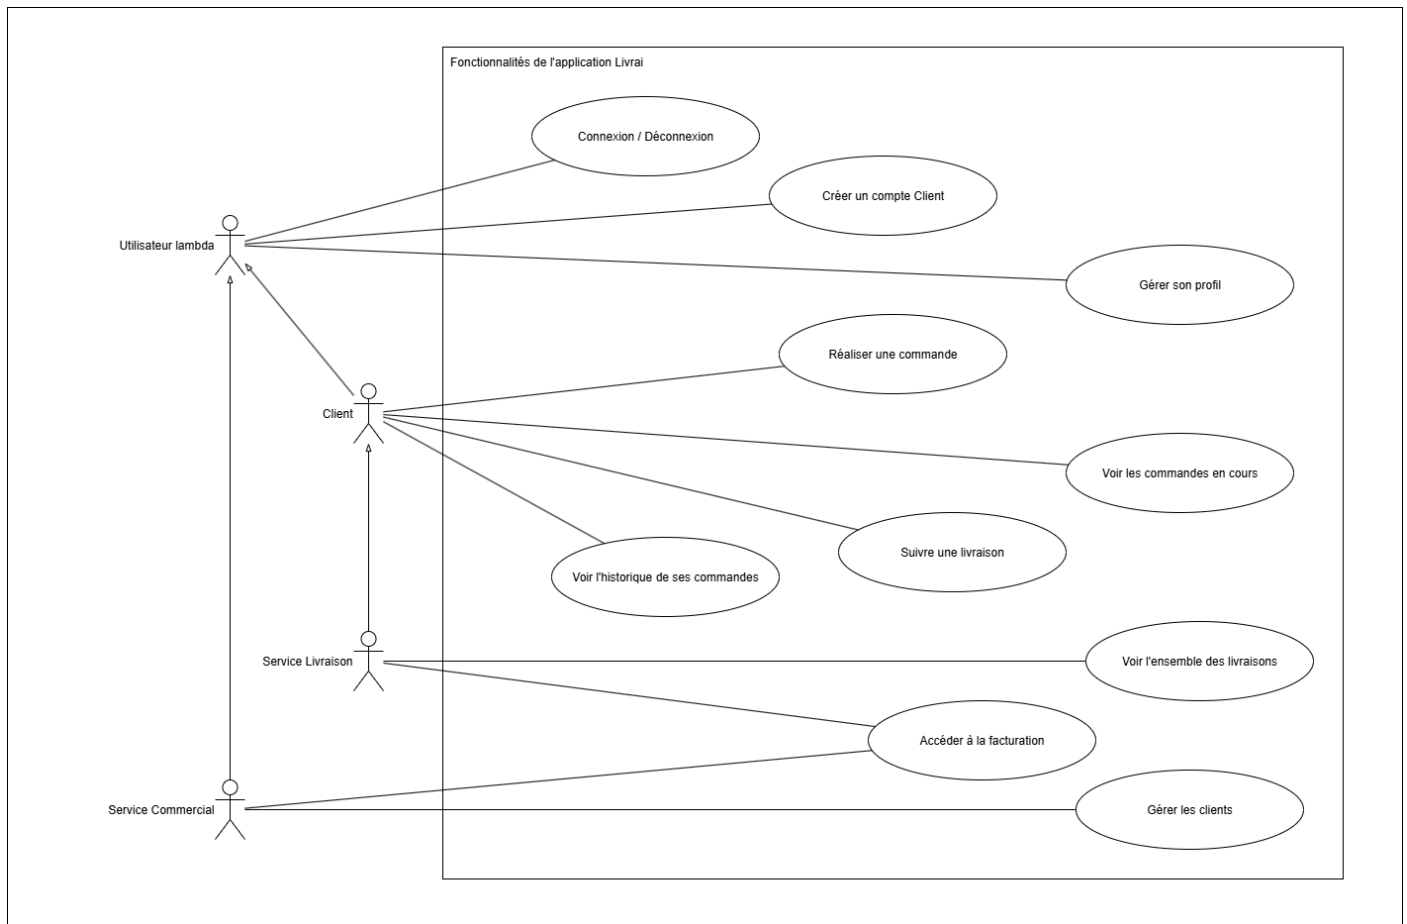 Fonctionnalités de l'application Livrai
Connexion / Déconnexion
Créer un compte Client
Utilisateur lambda
Gérer son profil
Réaliser une commande
Client
Voir les commandes en cours
Suivre une livraison
Voir l'historique de ses commandes
Service Livraison
Voir l'ensemble des livraisons
Accéder à la facturation
Service Commercial
Gérer les clients